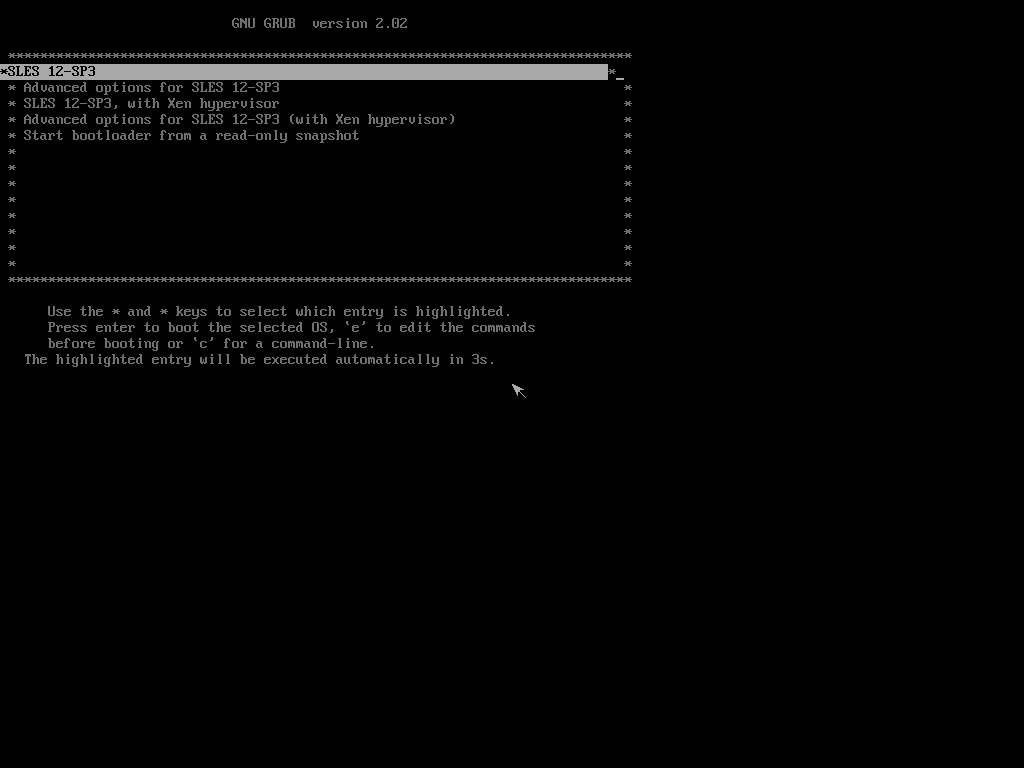 GNU GRUB  version 2.02
******************************************************************************
*SLES 12-SP3 * _
* Advanced options for SLES 12-SP3 *
* SLES 12-SP3, with Xen hypervisor *
* Advanced options for SLES 12-SP3 (with Xen hypervisor) *
* Start bootloader from a read-only snapshot *
* *
* *
* *
* *
* *
* *
* *
* *
******************************************************************************
Use the * and * keys to select which entry is highlighted.
Press enter to boot the selected OS, `e' to edit the commands
before booting or `c' for a command-line.
The highlighted entry will be executed automatically in 3s.